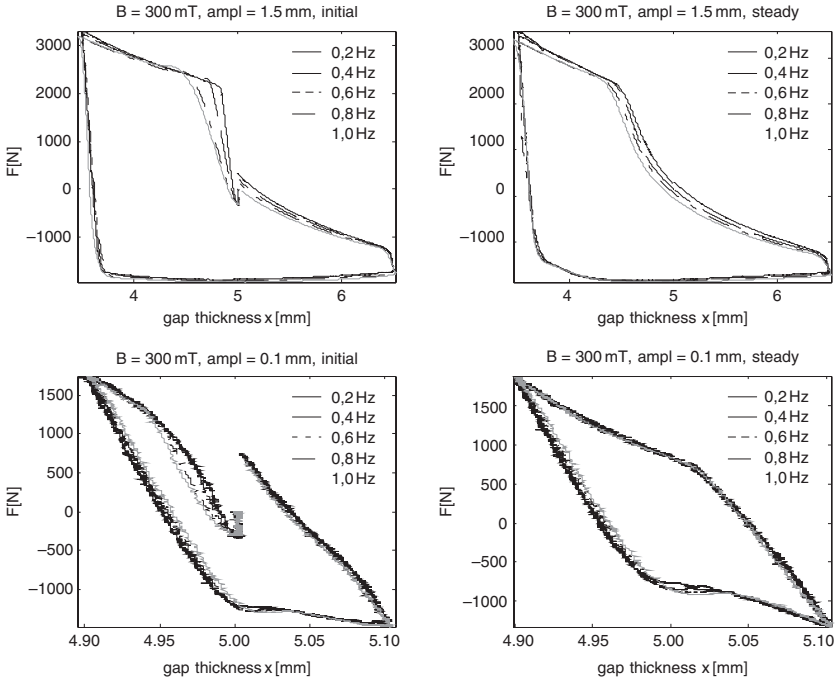 B = 300 mT, ampl = 1.5 mm, initial
3000
2000
1000
0
−1000
F[N]
0,2 Hz
0,4 Hz
0,6 Hz
0,8 Hz
1,0 Hz
4
5
6
gap thickness x [mm]
B = 300 mT, ampl = 1.5 mm, steady
3000
2000
1000
0
−1000
F[N]
0,2 Hz
0,4 Hz
0,6 Hz
0,8 Hz
1,0 Hz
4
5
6
gap thickness x [mm]
B = 300 mT, ampl = 0.1 mm, initial
1500
1000
500
0
−500
−1000
F[N]
0,2 Hz
0,4 Hz
0,6 Hz
0,8 Hz
1,0 Hz
4.90
4.95
5.00
5.05
5.10
gap thickness x [mm]
B = 300 mT, ampl = 0.1 mm, steady
1500
1000
500
0
−500
−1000
F[N]
0,2 Hz
0,4 Hz
0,6 Hz
0,8 Hz
1,0 Hz
4.90
4.95
5.00
5.05
5.10
gap thickness x [mm]